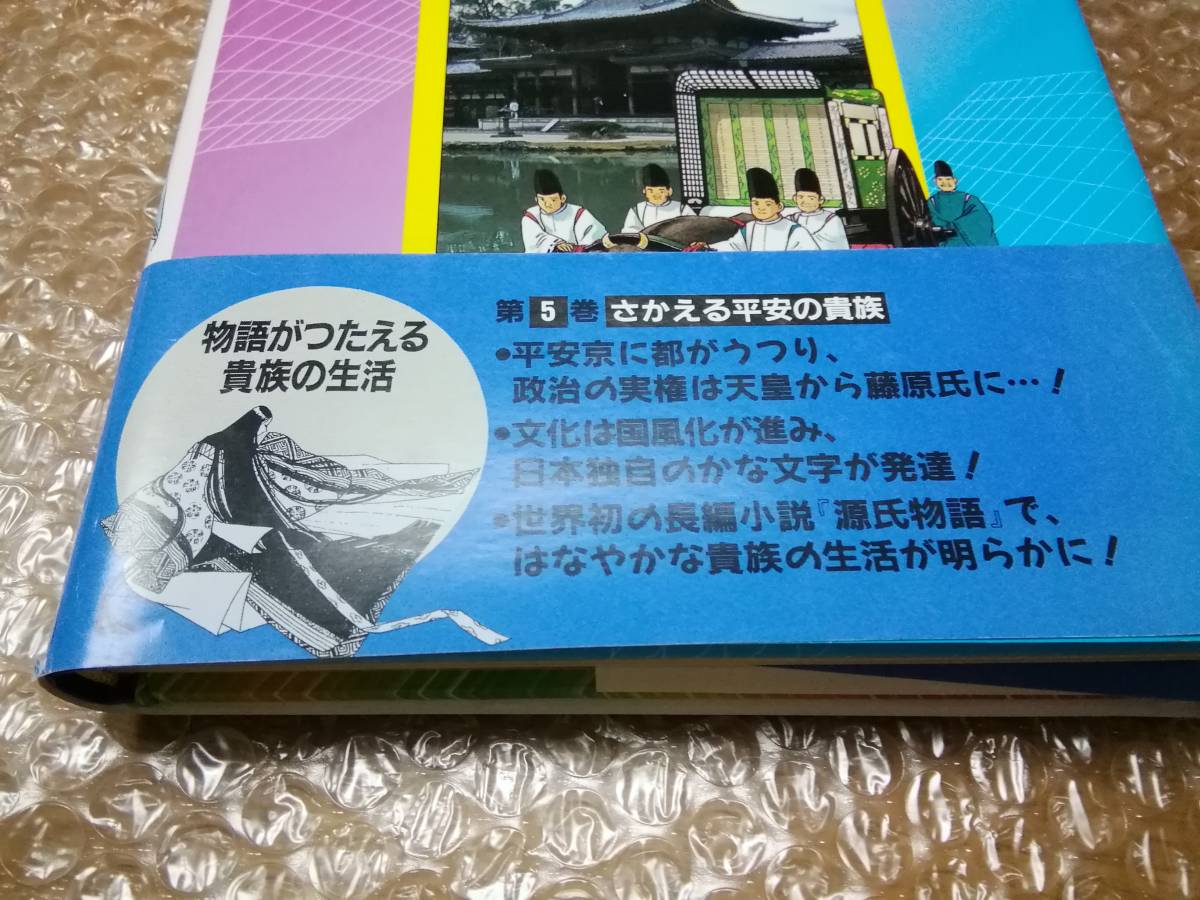 物語がつたえる
貴族の生活
第5巻 さかえる平安の貴族
•平安京に都がうつり、
政治の実権は天皇から藤原氏に…!
•文化は国風化が進み、
日本独自のかな文字が発達!
•世界初の長編小説『源氏物語』で、
はなやかな貴族の生活が明らかに!